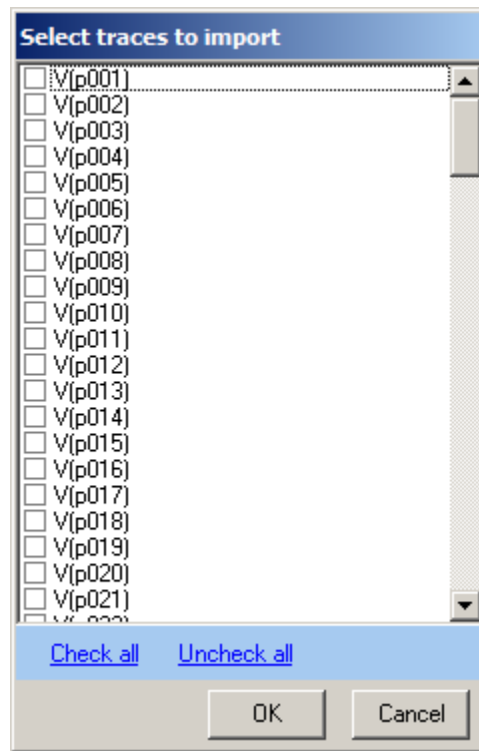 Select traces to import
V(p001)
V(p002)
V(p003)
V(p004)
V(p005)
V(p006)
V(p007)
V(p008)
V(p009)
V(p010)
V(p011)
V(p012)
V(p013)
V(p014)
V(p015)
V(p016)
V(p017)
V(p018)
V(p019)
V(p020)
V(p021)
Check all Uncheck all
OK Cancel